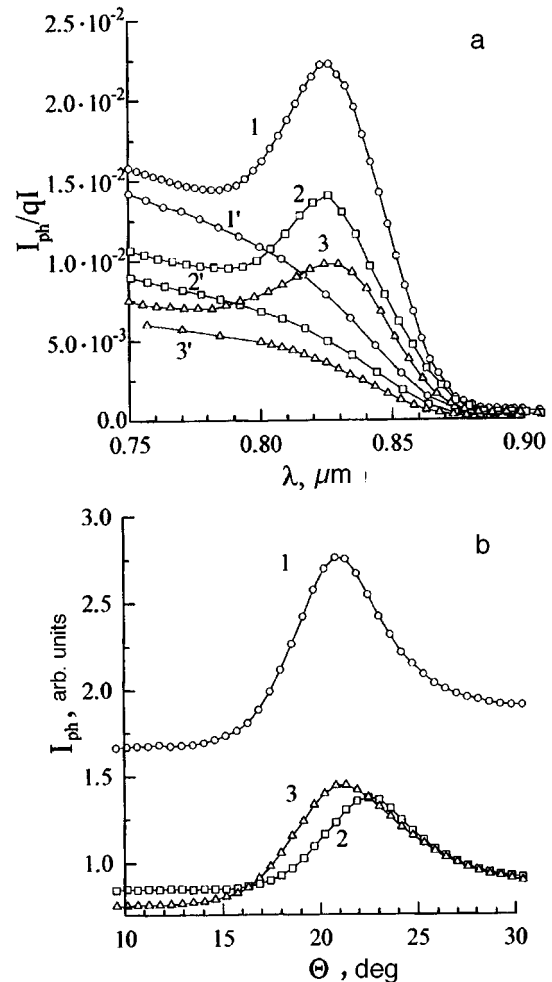 a
2.5·10⁻²
2.0·10⁻²
1.5·10⁻²
1.0·10⁻²
5.0·10⁻³
0.0
I_ph/qI
1
2
3
1'
2'
3'
0.75 0.80 0.85 0.90
λ, μm
b
3.0
2.5
2.0
1.5
1.0
I_ph, arb. units
1
3
2
10 15 20 25 30
Θ, deg